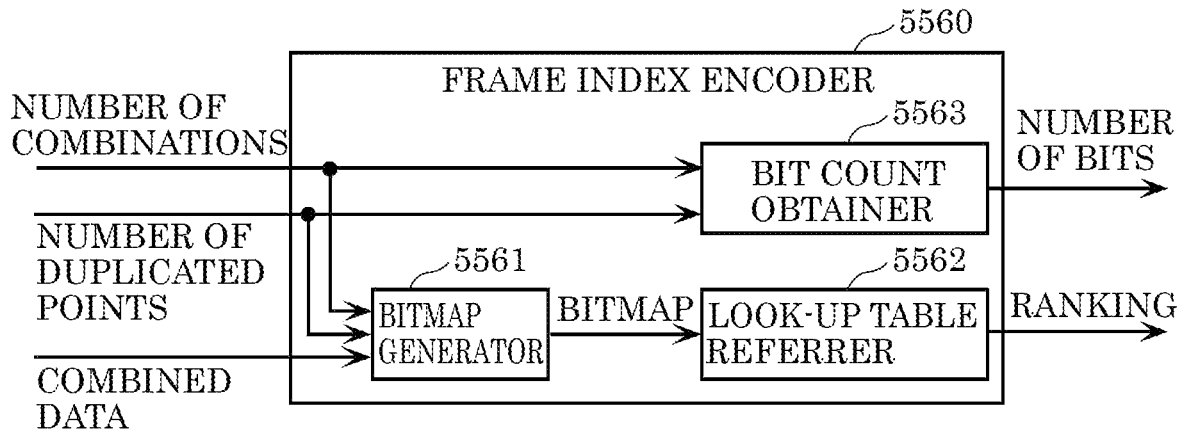 5560
FRAME INDEX ENCODER
NUMBER OF
COMBINATIONS
5563
BIT COUNT
OBTAINER
NUMBER
OF BITS
NUMBER OF
DUPLICATED
POINTS
5561
BITMAP
GENERATOR
BITMAP
5562
LOOK-UP TABLE
REFERRER
RANKING
COMBINED
DATA